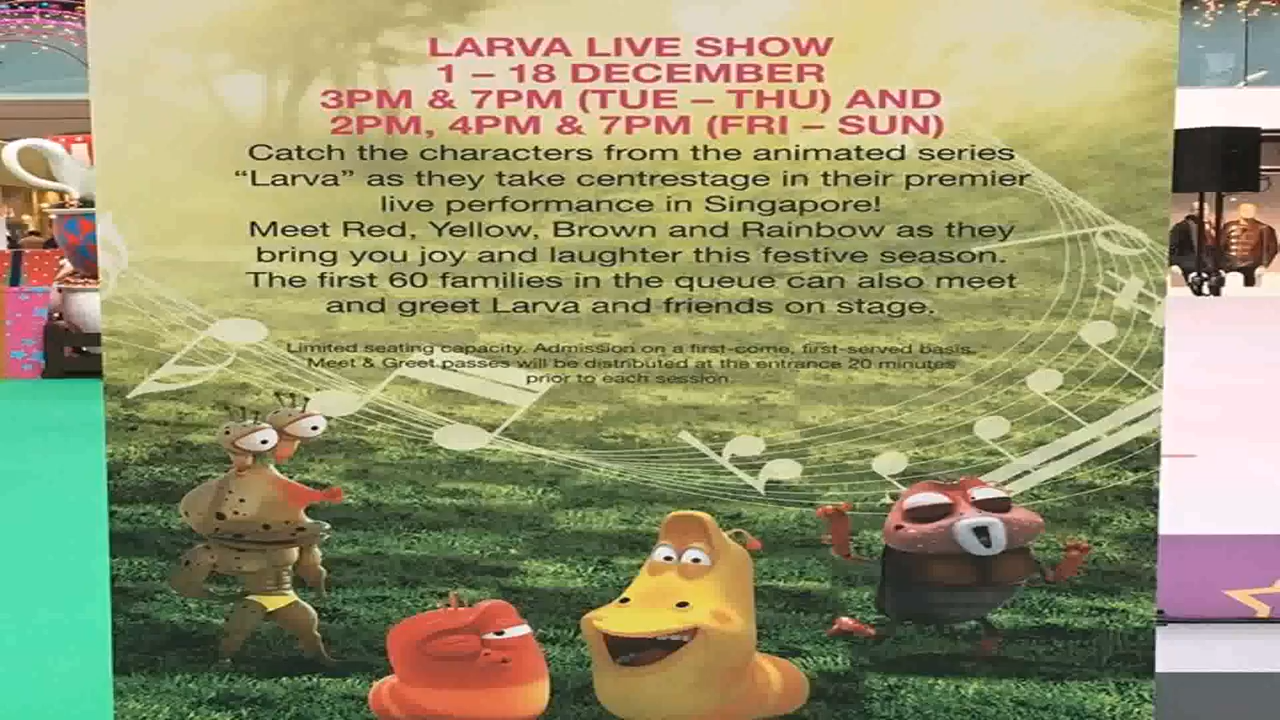 LARVA LIVE SHOW
1 – 18 DECEMBER
3PM & 7PM (TUE – THU) AND
2PM, 4PM & 7PM (FRI – SUN)
Catch the characters from the animated series
“Larva” as they take centrestage in their premier
live performance in Singapore!
Meet Red, Yellow, Brown and Rainbow as they
bring you joy and laughter this festive season.
The first 60 families in the queue can also meet
and greet Larva and friends on stage.
Limited seating capacity. Admission on a first-come, first-served basis.
Meet & Greet passes will be distributed at the entrance 20 minutes
prior to each session.